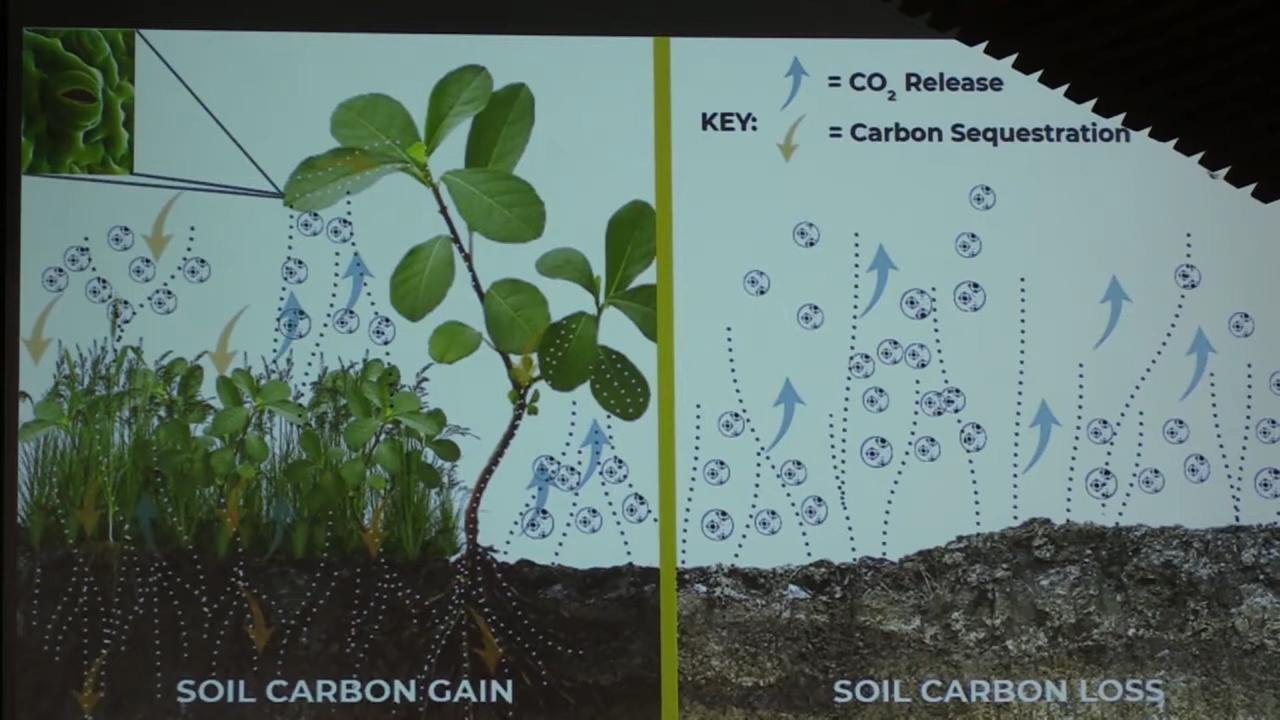 = CO₂ Release
KEY:
= Carbon Sequestration
SOIL CARBON GAIN
SOIL CARBON LOSS